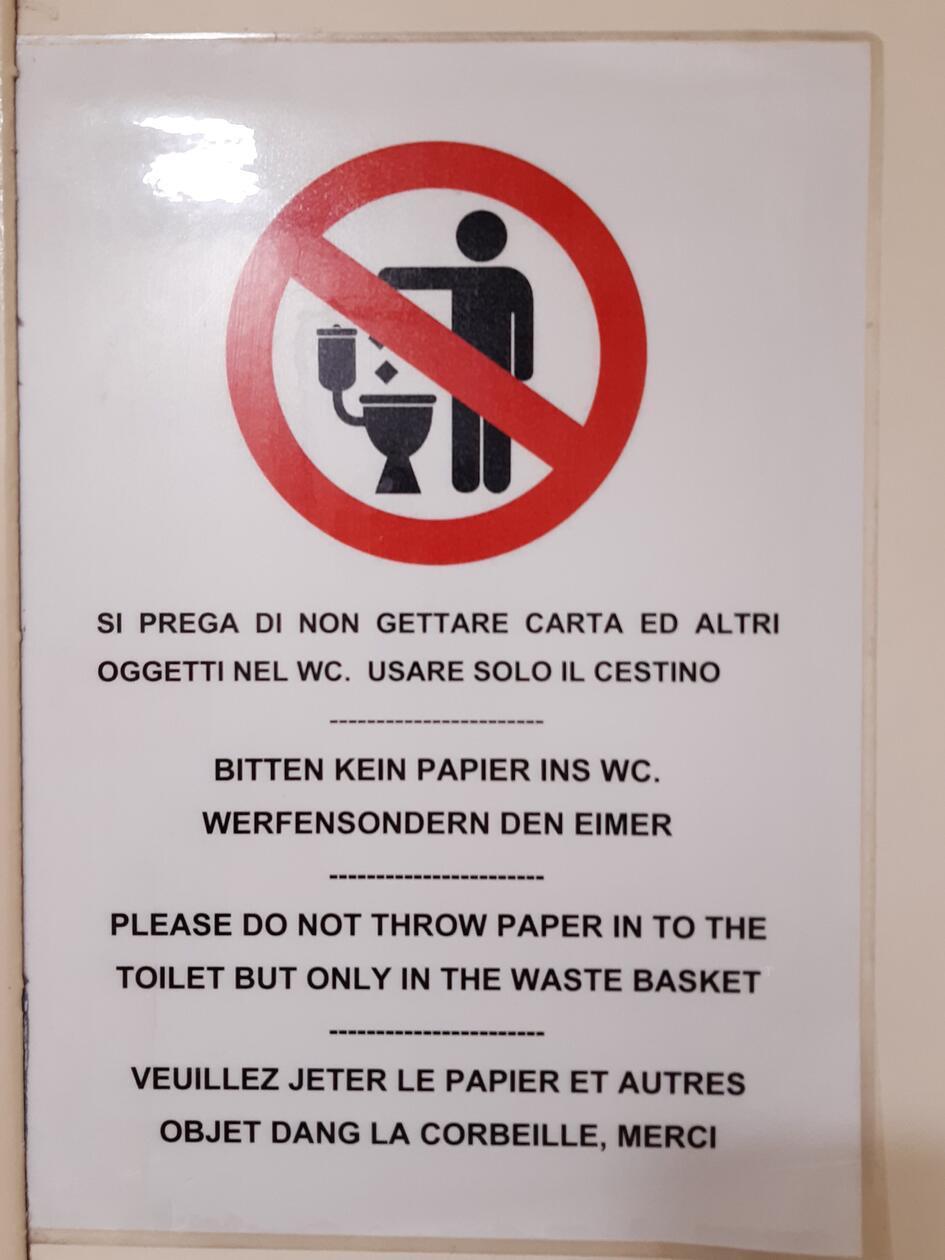 SI PREGA DI NON GETTARE CARTA ED ALTRI
OGGETTI NEL WC. USARE SOLO IL CESTINO
-----------------------
BITTEN KEIN PAPIER INS WC.
WERFENSONDERN DEN EIMER
-----------------------
PLEASE DO NOT THROW PAPER IN TO THE
TOILET BUT ONLY IN THE WASTE BASKET
-----------------------
VEUILLEZ JETER LE PAPIER ET AUTRES
OBJET DANG LA CORBEILLE, MERCI